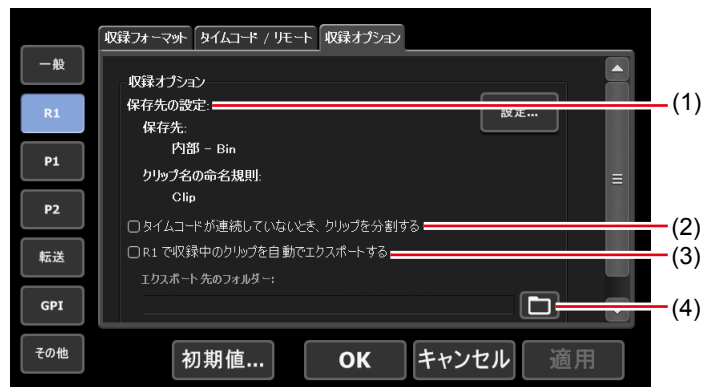 収録フォーマット タイムコード / リモート 収録オプション
一般
R1
P1
P2
転送
GPI
その他
収録オプション
保存先の設定:
設定...
保存先:
内部 - Bin
クリップ名の命名規則:
Clip
タイムコードが連続していないとき、クリップを分割する
R1 で収録中のクリップを自動でエクスポートする
エクスポート先のフォルダー:
初期値... OK キャンセル 適用
(1)
(2)
(3)
(4)